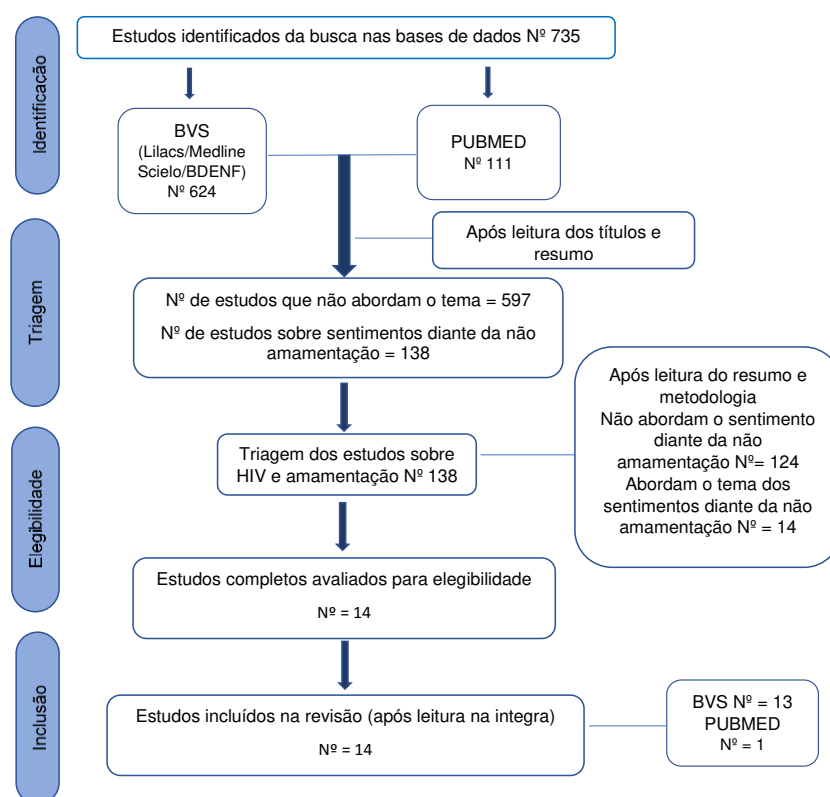 Identificação
Estudos identificados da busca nas bases de dados Nº 735
BVS
(Lilacs/Medline
Scielo/BDENF)
Nº 624
PUBMED
Nº 111
Triagem
Após leitura dos títulos e
resumo
Nº de estudos que não abordam o tema = 597
Nº de estudos sobre sentimentos diante da não
amamentação = 138
Após leitura do resumo e
metodologia
Não abordam o sentimento
diante da não
amamentação Nº= 124
Abordam o tema dos
sentimentos diante da não
amamentação Nº = 14
Elegibilidade
Triagem dos estudos sobre
HIV e amamentação Nº 138
Estudos completos avaliados para elegibilidade
Nº = 14
Inclusão
Estudos incluídos na revisão (após leitura na integra)
Nº = 14
BVS Nº = 13
PUBMED
Nº = 1